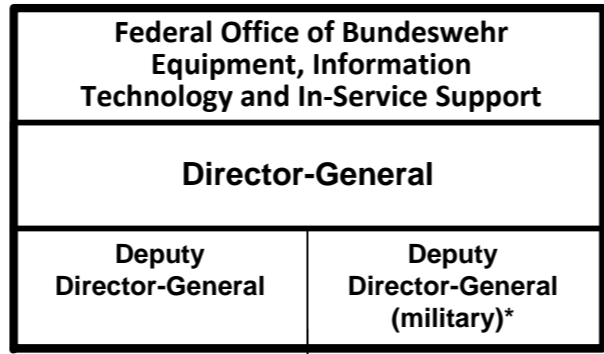 Federal Office of Bundeswehr
Equipment, Information
Technology and In-Service Support
Director-General
Deputy
Director-General
Deputy
Director-General
(military)*